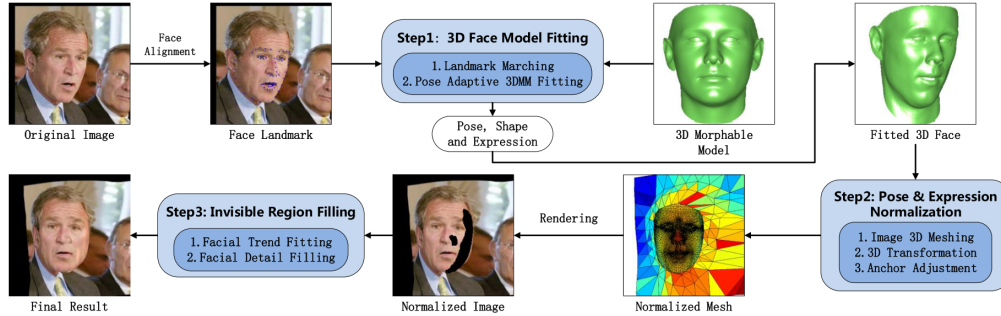 Face
Alignment
Original Image
Face Landmark
Step1: 3D Face Model Fitting
1.Landmark Marching
2.Pose Adaptive 3DMM Fitting
Pose, Shape
and Expression
3D Morphable
Model
Fitted 3D Face
Step2: Pose & Expression
Normalization
1.Image 3D Meshing
2.3D Transformation
3.Anchor Adjustment
Normalized Mesh
Rendering
Normalized Image
Step3: Invisible Region Filling
1.Facial Trend Fitting
2.Facial Detail Filling
Final Result